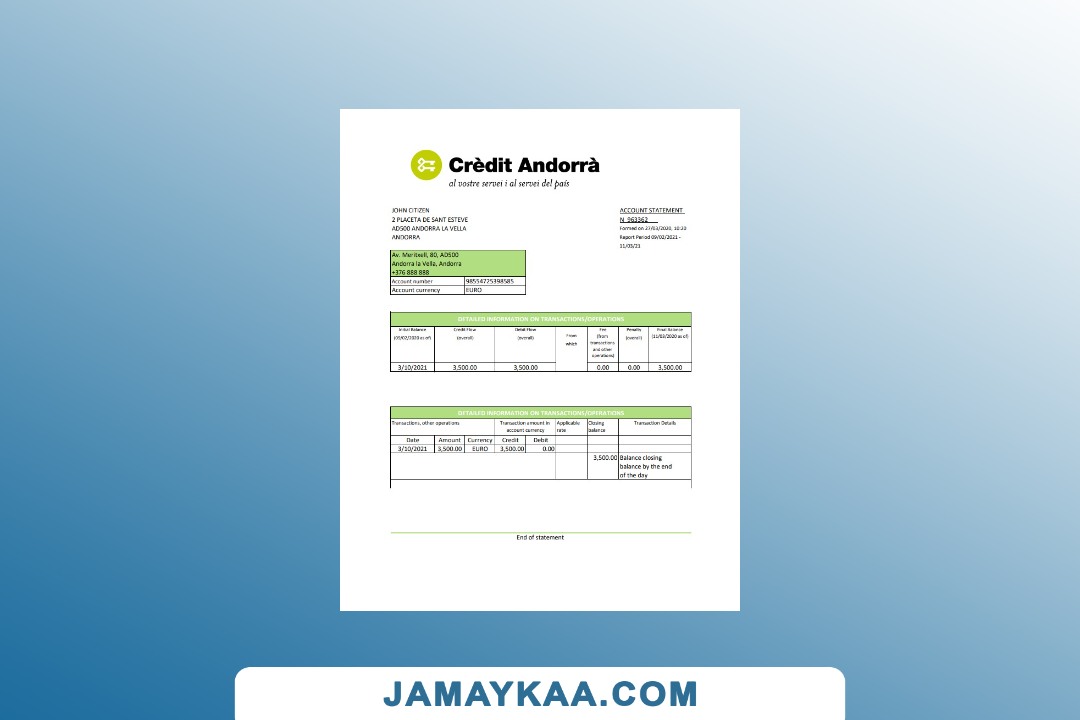 Crèdit Andorrà
al vostre servei i al servei del país
JOHN CITIZEN
2 PLACETA DE SANT ESTEVE
AD500 ANDORRA LA VELLA
ANDORRA
ACCOUNT STATEMENT
N 963362
Formed on 27/03/2020, 10:20
Report Period 09/02/2021 -
11/03/21
Av. Meritxell, 80, AD500
Andorra la Vella, Andorra
+376 888 888
Account number 98554725398585
Account currency EURO
DETAILED INFORMATION ON TRANSACTIONS/OPERATIONS
Initial Balance Credit Flow Debit Flow From which Fee Penalty Final Balance
(09/02/2020 as of) (overall) (overall) (from transactions and other operations) (overall) (11/03/2020 as of)
3/10/2021 3,500.00 3,500.00 0.00 0.00 3,500.00
DETAILED INFORMATION ON TRANSACTIONS/OPERATIONS
Transactions, other operations Transaction amount in account currency Applicable rate Closing balance Transaction Details
Date Amount Currency Credit Debit
3/10/2021 3,500.00 EURO 3,500.00 0.00
3,500.00 Balance closing
balance by the end
of the day
End of statement
JAMAYKAA.COM